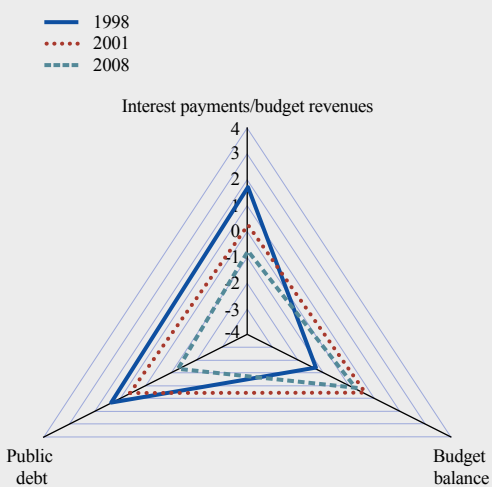 1998
2001
2008
Interest payments/budget revenues
4
3
2
1
0
-1
-2
-3
-4
Public
debt
Budget
balance